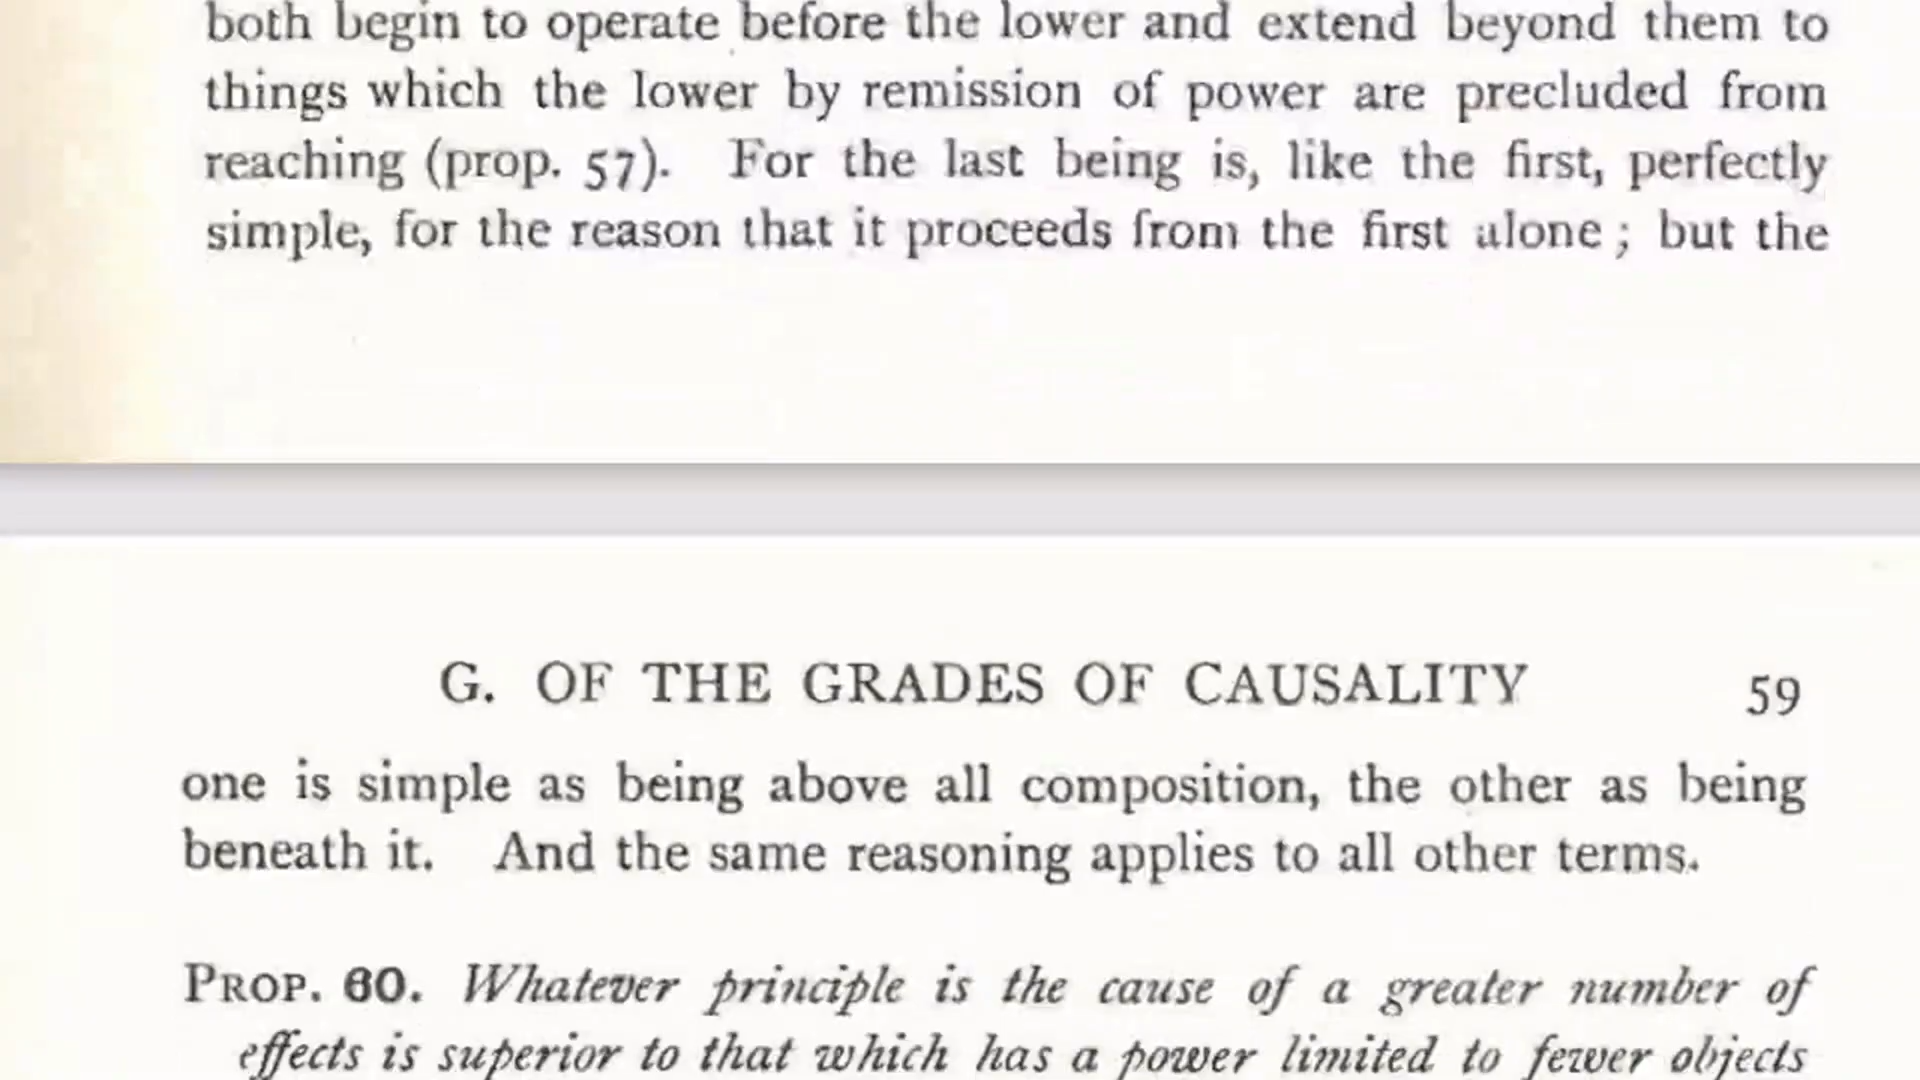 both begin to operate before the lower and extend beyond them to
things which the lower by remission of power are precluded from
reaching (prop. 57). For the last being is, like the first, perfectly
simple, for the reason that it proceeds from the first alone; but the
G. OF THE GRADES OF CAUSALITY 59
one is simple as being above all composition, the other as being
beneath it. And the same reasoning applies to all other terms.
PROP. 60. Whatever principle is the cause of a greater number of
effects is superior to that which has a power limited to fewer objects